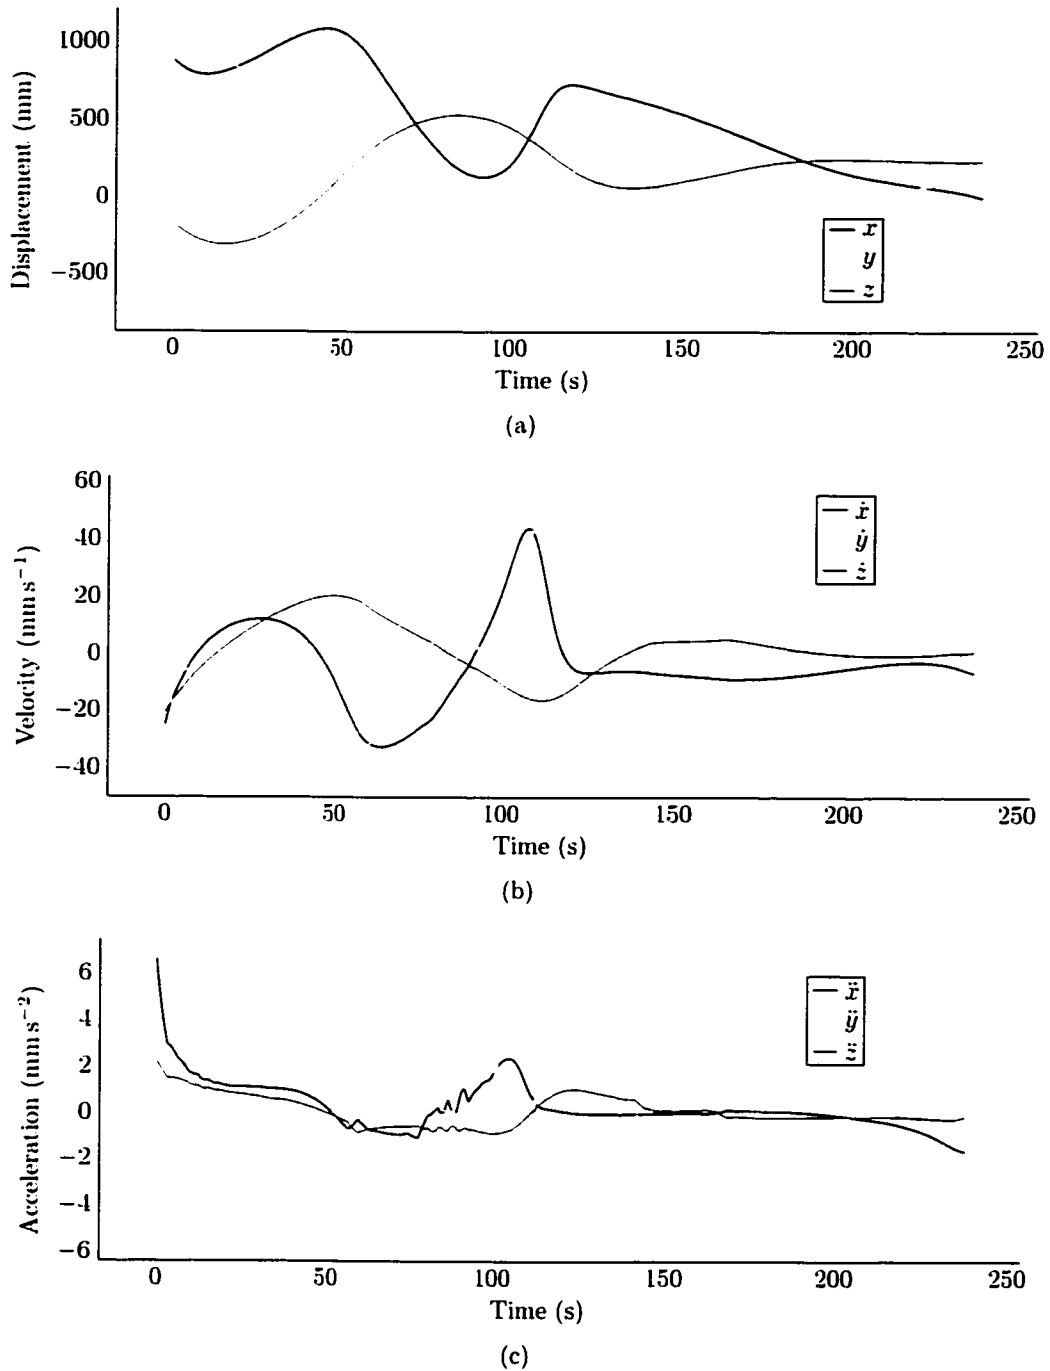 1000
500
0
−500
Displacement (mm)
x
y
z
0 50 100 150 200 250
Time (s)
(a)
60
40
20
0
−20
−40
Velocity (mm s⁻¹)
ẋ
ẏ
ż
0 50 100 150 200 250
Time (s)
(b)
6
4
2
0
−2
−4
−6
Acceleration (mm s⁻²)
ẍ
ÿ
z̈
0 50 100 150 200 250
Time (s)
(c)